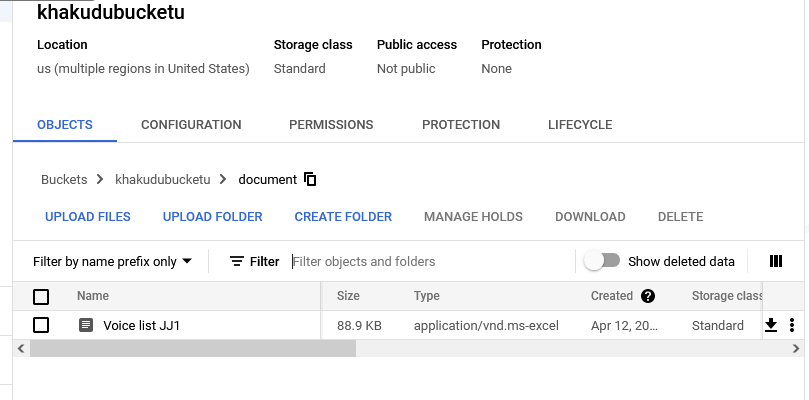 khakudubucketu
Location Storage class Public access Protection
us (multiple regions in United States) Standard Not public None
OBJECTS CONFIGURATION PERMISSIONS PROTECTION LIFECYCLE
Buckets khakudubucketu document
UPLOAD FILES UPLOAD FOLDER CREATE FOLDER MANAGE HOLDS DOWNLOAD DELETE
Filter by name prefix only Filter Filter objects and folders Show deleted data
Name Size Type Created ? Storage class
Voice list JJ1 88.9 KB application/vnd.ms-excel Apr 12, 20... Standard